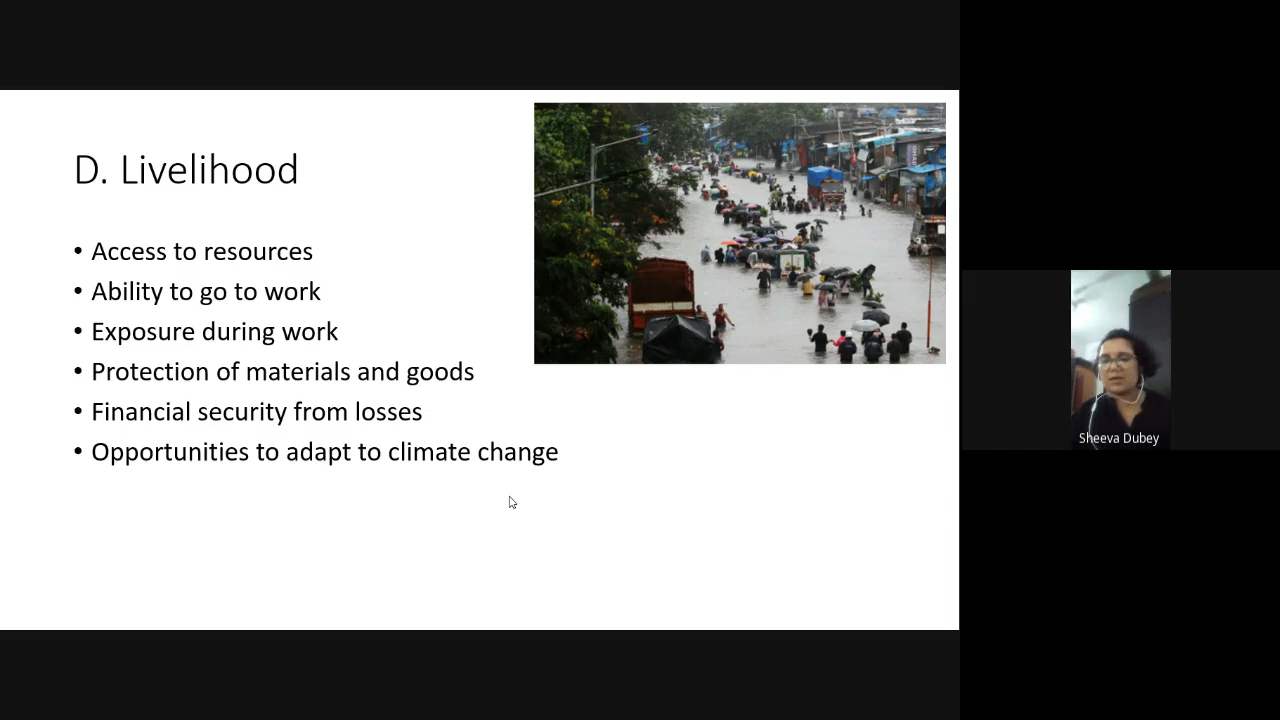 D. Livelihood
• Access to resources
• Ability to go to work
• Exposure during work
• Protection of materials and goods
• Financial security from losses
• Opportunities to adapt to climate change
Sheeva Dubey